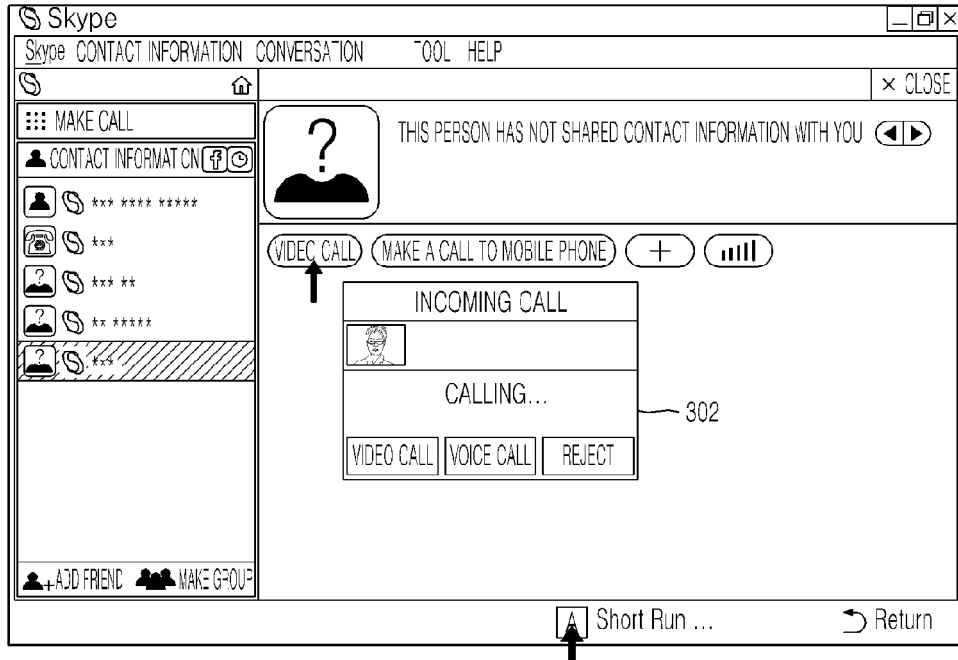 Skype
Skype CONTACT INFORMATION CONVERSATION TOOL HELP
× CLOSE
MAKE CALL
THIS PERSON HAS NOT SHARED CONTACT INFORMATION WITH YOU
CONTACT INFORMATION
*** **** *****
***
*** **
** *****
***
VIDEO CALL MAKE A CALL TO MOBILE PHONE +
INCOMING CALL
CALLING...
302
VIDEO CALL VOICE CALL REJECT
ADD FRIEND MAKE GROUP
A Short Run ... Return